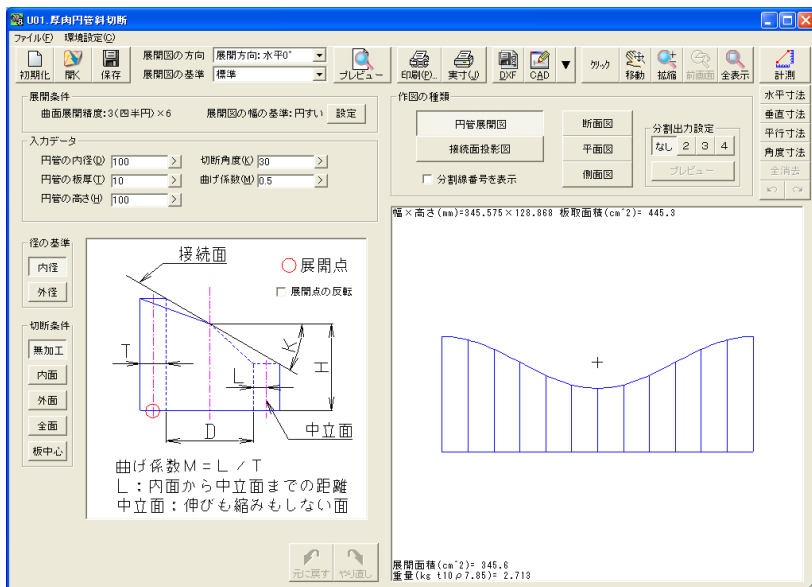 U01.厚肉円管斜切断
ファイル(F) 環境設定(C)
初期化 開く 保存
展開図の方向 展開方向:水平0°
展開図の基準 標準
プレビュー 印刷(P).. 実寸(J) DXF CAD ▼ クリック 移動 拡縮 前画面 全表示 計測
展開条件
曲面展開精度:3(四半円)×6 展開図の幅の基準:円すい 設定
入力データ
円管の内径(D) 100 > 切断角度(K) 30 >
円管の板厚(T) 10 > 曲げ係数(M) 0.5 >
円管の高さ(H) 100 >
作図の種類
円管展開図 断面図
接続面投影図 平面図
側面図
分割線番号を表示
分割出力設定
なし 2 3 4
プレビュー
水平寸法
垂直寸法
平行寸法
角度寸法
全消去
径の基準
内径
外径
切断条件
無加工
内面
外面
全面
板中心
接続面
展開点
展開点の反転
T
K
H
L
D
中立面
曲げ係数M=L/T
L:内面から中立面までの距離
中立面:伸びも縮みもしない面
元に戻す やり直し
幅×高さ(mm)=345.575×128.868 板取面積(cm^2)= 445.3
展開面積(cm^2)= 345.6
重量(kg t10ρ7.85)= 2.713